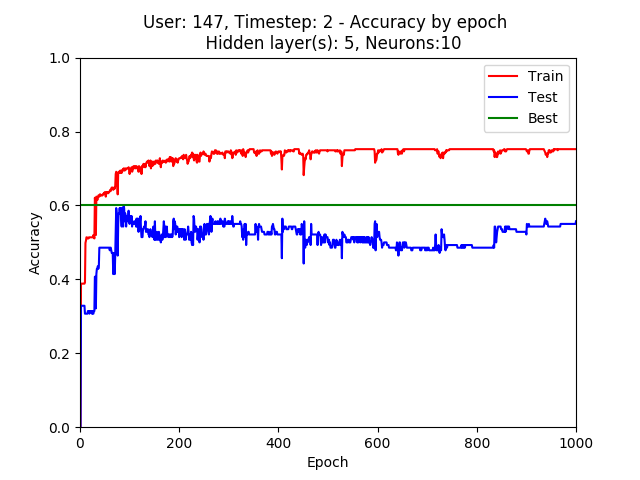 User: 147, Timestep: 2 - Accuracy by epoch
Hidden layer(s): 5, Neurons:10
1.0
0.8
0.6
0.4
0.2
0.0
Accuracy
Train
Test
Best
0
200
400
600
800
1000
Epoch